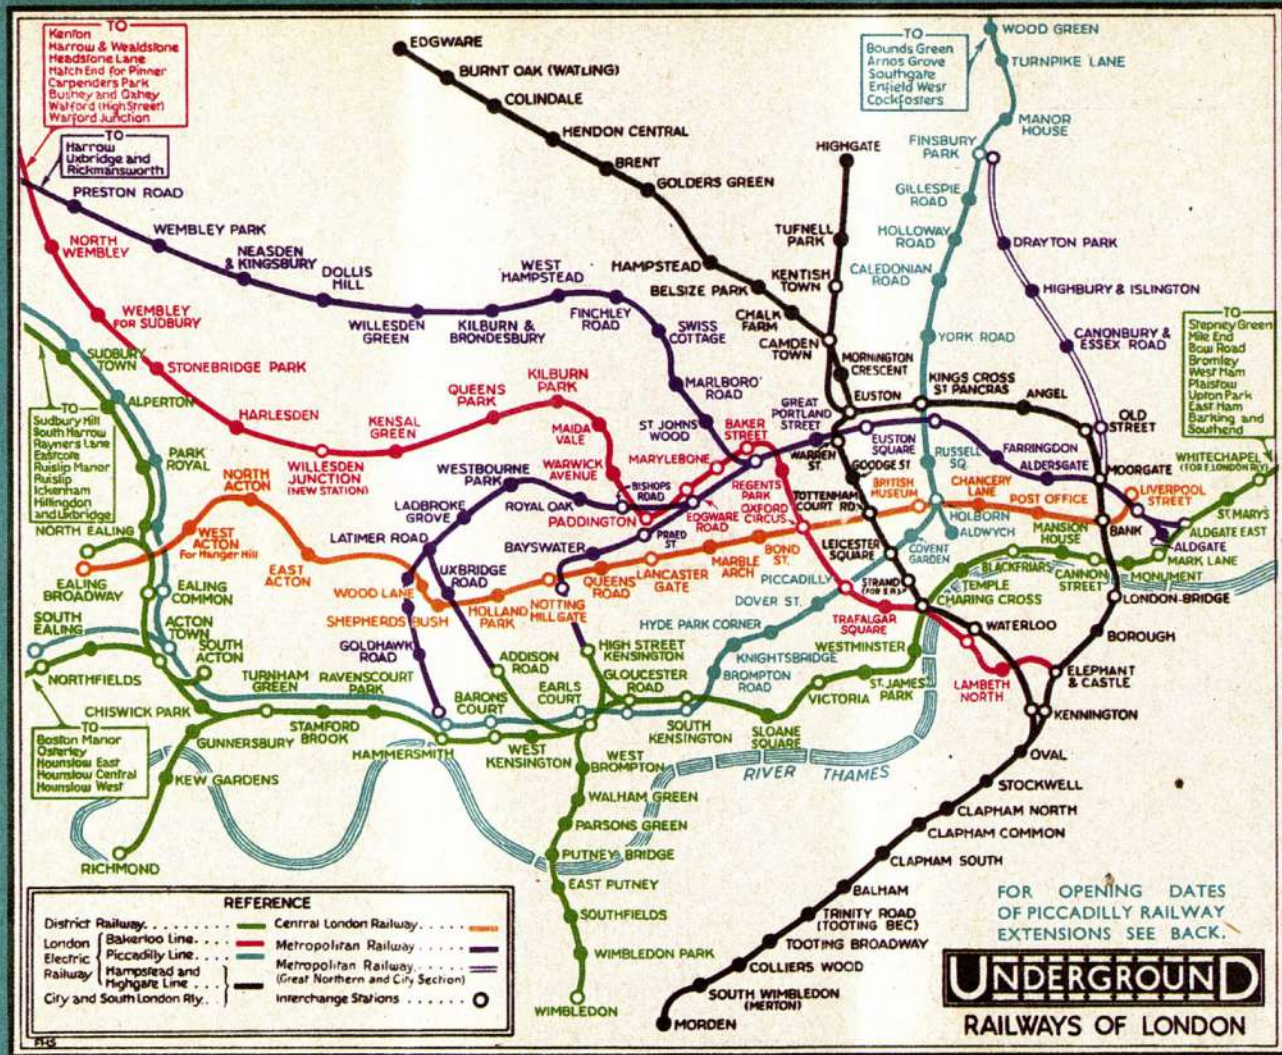 TO
Kenton
Harrow & Wealdstone
Headstone Lane
Hatch End for Pinner
Carpenders Park
Bushey and Oxhey
Watford (High Street)
Watford Junction
TO
Harrow
Uxbridge and
Rickmansworth
PRESTON ROAD
WEMBLEY PARK
NEASDEN
& KINGSBURY
DOLLIS
HILL
WILLESDEN
GREEN
KILBURN &
BRONDESBURY
WEST
HAMPSTEAD
FINCHLEY
ROAD
SWISS
COTTAGE
MARLBORO'
ROAD
ST JOHNS
WOOD
EDGWARE
BURNT OAK (WATLING)
COLINDALE
HENDON CENTRAL
BRENT
GOLDERS GREEN
HAMPSTEAD
BELSIZE PARK
CHALK
FARM
CAMDEN
TOWN
HIGHGATE
TUFNELL
PARK
KENTISH
TOWN
MORNINGTON
CRESCENT
EUSTON
TO
Bounds Green
Arnos Grove
Southgate
Enfield West
Cockfosters
WOOD GREEN
TURNPIKE LANE
MANOR
HOUSE
FINSBURY
PARK
GILLESPIE
ROAD
HOLLOWAY
ROAD
CALEDONIAN
ROAD
YORK ROAD
KINGS CROSS
ST PANCRAS
DRAYTON PARK
HIGHBURY & ISLINGTON
CANONBURY &
ESSEX ROAD
OLD
STREET
ANGEL
MOORGATE
TO
Stepney Green
Mile End
Bow Road
Bromley
West Ham
Plaistow
Upton Park
East Ham
Barking and
Southend
WHITECHAPEL
(FOR E. LONDON RLY)
ST MARYS
ALDGATE EAST
ALDGATE
MARK LANE
MONUMENT
LIVERPOOL
STREET
BANK
NORTH
WEMBLEY
WEMBLEY
FOR SUDBURY
STONEBRIDGE PARK
HARLESDEN
WILLESDEN
JUNCTION
(NEW STATION)
KENSAL
GREEN
QUEENS
PARK
KILBURN
PARK
MAIDA
VALE
WARWICK
AVENUE
PADDINGTON
MARYLEBONE
BAKER
STREET
REGENTS
PARK
OXFORD
CIRCUS
GREAT
PORTLAND
STREET
EUSTON
SQUARE
WARREN
ST.
GOODGE ST
TOTTENHAM
COURT RD.
RUSSELL
SQ.
FARRINGDON
ALDERSGATE
BRITISH
MUSEUM
CHANCERY
LANE
POST OFFICE
HOLBORN
ALDWYCH
COVENT
GARDEN
LEICESTER
SQUARE
STRAND
(FOR S.R.)
PICCADILLY
DOVER ST.
HYDE PARK CORNER
KNIGHTSBRIDGE
BROMPTON
ROAD
TRAFALGAR
SQUARE
CHARING CROSS
TEMPLE
BLACKFRIARS
MANSION
HOUSE
CANNON
STREET
LONDON-BRIDGE
BOROUGH
ELEPHANT
& CASTLE
WATERLOO
LAMBETH
NORTH
KENNINGTON
OVAL
STOCKWELL
CLAPHAM NORTH
CLAPHAM COMMON
CLAPHAM SOUTH
BALHAM
TRINITY ROAD
(TOOTING BEC)
TOOTING BROADWAY
COLLIERS WOOD
SOUTH WIMBLEDON
(MERTON)
MORDEN
SUDBURY
TOWN
ALPERTON
PARK
ROYAL
TO
Sudbury Hill
South Harrow
Rayners Lane
Eastcote
Ruislip Manor
Ruislip
Ickenham
Hillingdon
and Uxbridge
NORTH EALING
EALING
BROADWAY
WEST
ACTON
For Hanger Hill
NORTH
ACTON
EAST
ACTON
WOOD LANE
SHEPHERDS BUSH
HOLLAND
PARK
NOTTING
HILL GATE
QUEENS
ROAD
LANCASTER
GATE
MARBLE
ARCH
BOND
ST.
WESTBOURNE
PARK
LADBROKE
GROVE
LATIMER ROAD
ROYAL OAK
BISHOPS
ROAD
EDGWARE
ROAD
PRAED
ST
BAYSWATER
UXBRIDGE
ROAD
GOLDHAWK
ROAD
ADDISON
ROAD
HIGH STREET
KENSINGTON
GLOUCESTER
ROAD
EARLS
COURT
BARONS
COURT
WEST
KENSINGTON
HAMMERSMITH
SOUTH
KENSINGTON
SLOANE
SQUARE
VICTORIA
ST. JAMES
PARK
WESTMINSTER
SOUTH
EALING
EALING
COMMON
ACTON
TOWN
SOUTH
ACTON
NORTHFIELDS
CHISWICK PARK
TURNHAM
GREEN
RAVENSCOURT
PARK
STAMFORD
BROOK
GUNNERSBURY
KEW GARDENS
RICHMOND
TO
Boston Manor
Osterley
Hounslow East
Hounslow Central
Hounslow West
WEST
BROMPTON
WALHAM GREEN
PARSONS GREEN
PUTNEY BRIDGE
EAST PUTNEY
SOUTHFIELDS
WIMBLEDON PARK
WIMBLEDON
RIVER THAMES
REFERENCE
District Railway
London Electric Railway
Bakerloo Line
Piccadilly Line
Hampstead and
Highgate Line
City and South London Rly.
Central London Railway
Metropolitan Railway
Metropolitan Railway
(Great Northern and City Section)
Interchange Stations
FOR OPENING DATES
OF PICCADILLY RAILWAY
EXTENSIONS SEE BACK.
UNDERGROUND
RAILWAYS OF LONDON